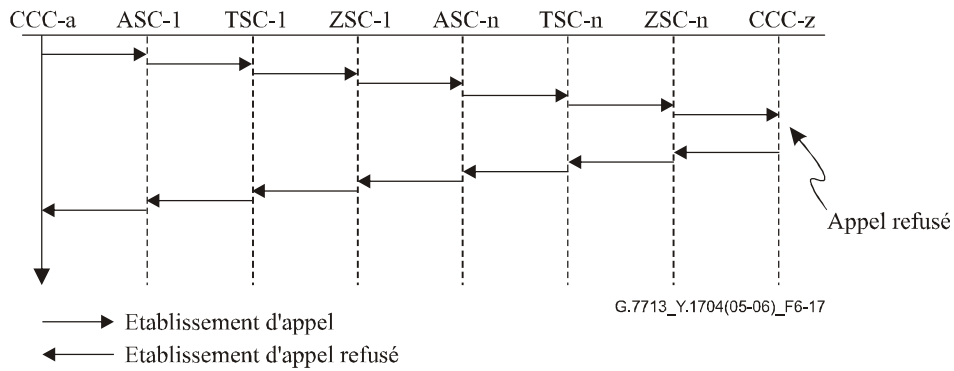 CCC-a ASC-1 TSC-1 ZSC-1 ASC-n TSC-n ZSC-n CCC-z
Appel refusé
G.7713_Y.1704(05-06)_F6-17
Etablissement d'appel
Etablissement d'appel refusé